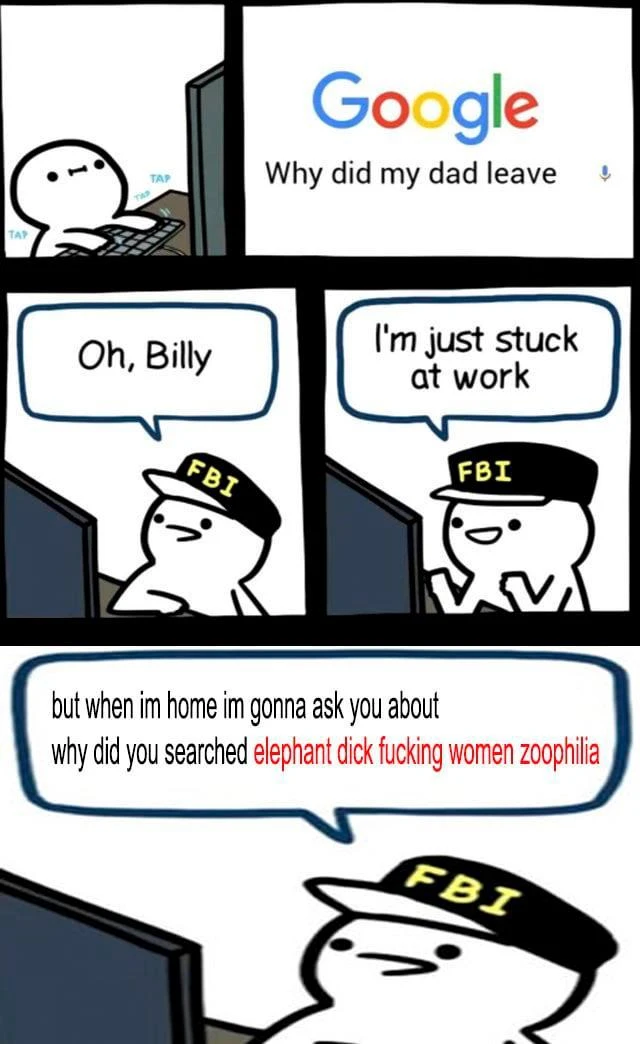 TAP
TAP
TAP
Google
Why did my dad leave
Oh, Billy
FBI
I'm just stuck
at work
FBI
but when im home im gonna ask you about
why did you searched elephant dick fucking women zoophilia
FBI